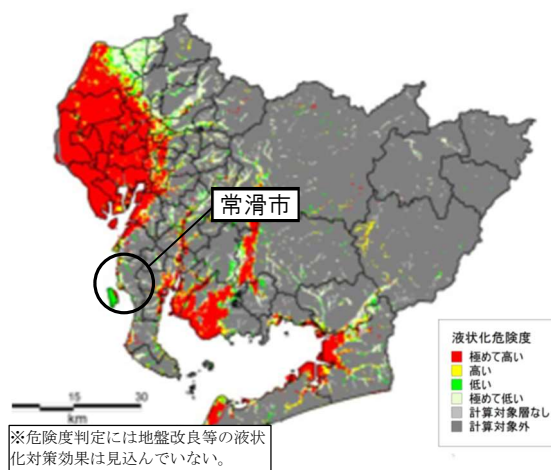 常滑市
液状化危険度
極めて高い
高い
低い
極めて低い
計算対象層なし
計算対象外
0 15 30
km
※危険度判定には地盤改良等の液状
化対策効果は見込んでいない。